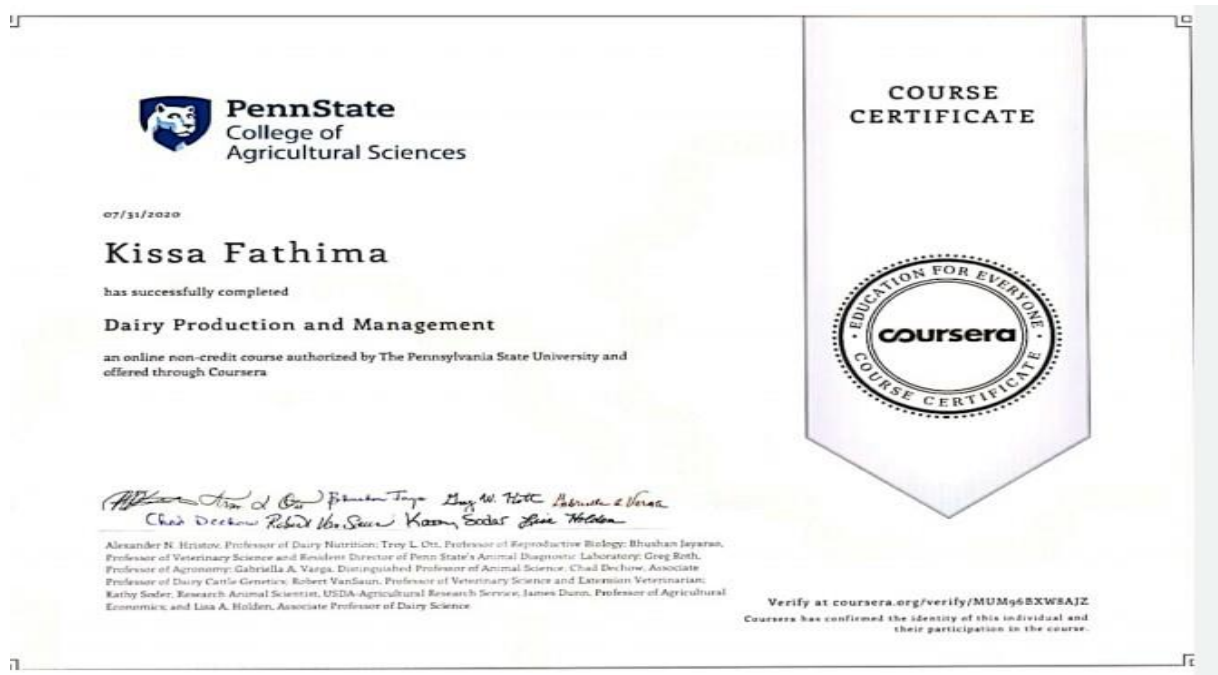 PennState
College of
Agricultural Sciences
07/31/2020
Kissa Fathima
has successfully completed
Dairy Production and Management
an online non-credit course authorized by The Pennsylvania State University and
offered through Coursera
Alexander N. Hristov, Professor of Dairy Nutrition; Troy L. Ott, Professor of Reproductive Biology; Bhushan Jayarao,
Professor of Veterinary Science and Resident Director of Penn State's Animal Diagnostic Laboratory; Greg Roth,
Professor of Agronomy; Gabriella A. Varga, Distinguished Professor of Animal Science; Chad Dechow, Associate
Professor of Dairy Cattle Genetics; Robert VanSaun, Professor of Veterinary Science and Extension Veterinarian;
Kathy Soder, Research Animal Scientist, USDA-Agricultural Research Service; James Dunn, Professor of Agricultural
Economics; and Lisa A. Holden, Associate Professor of Dairy Science
COURSE
CERTIFICATE
EDUCATION FOR EVERYONE
coursera
COURSE CERTIFICATE
Verify at coursera.org/verify/MUM96BXW8AJZ
Coursera has confirmed the identity of this individual and
their participation in the course.